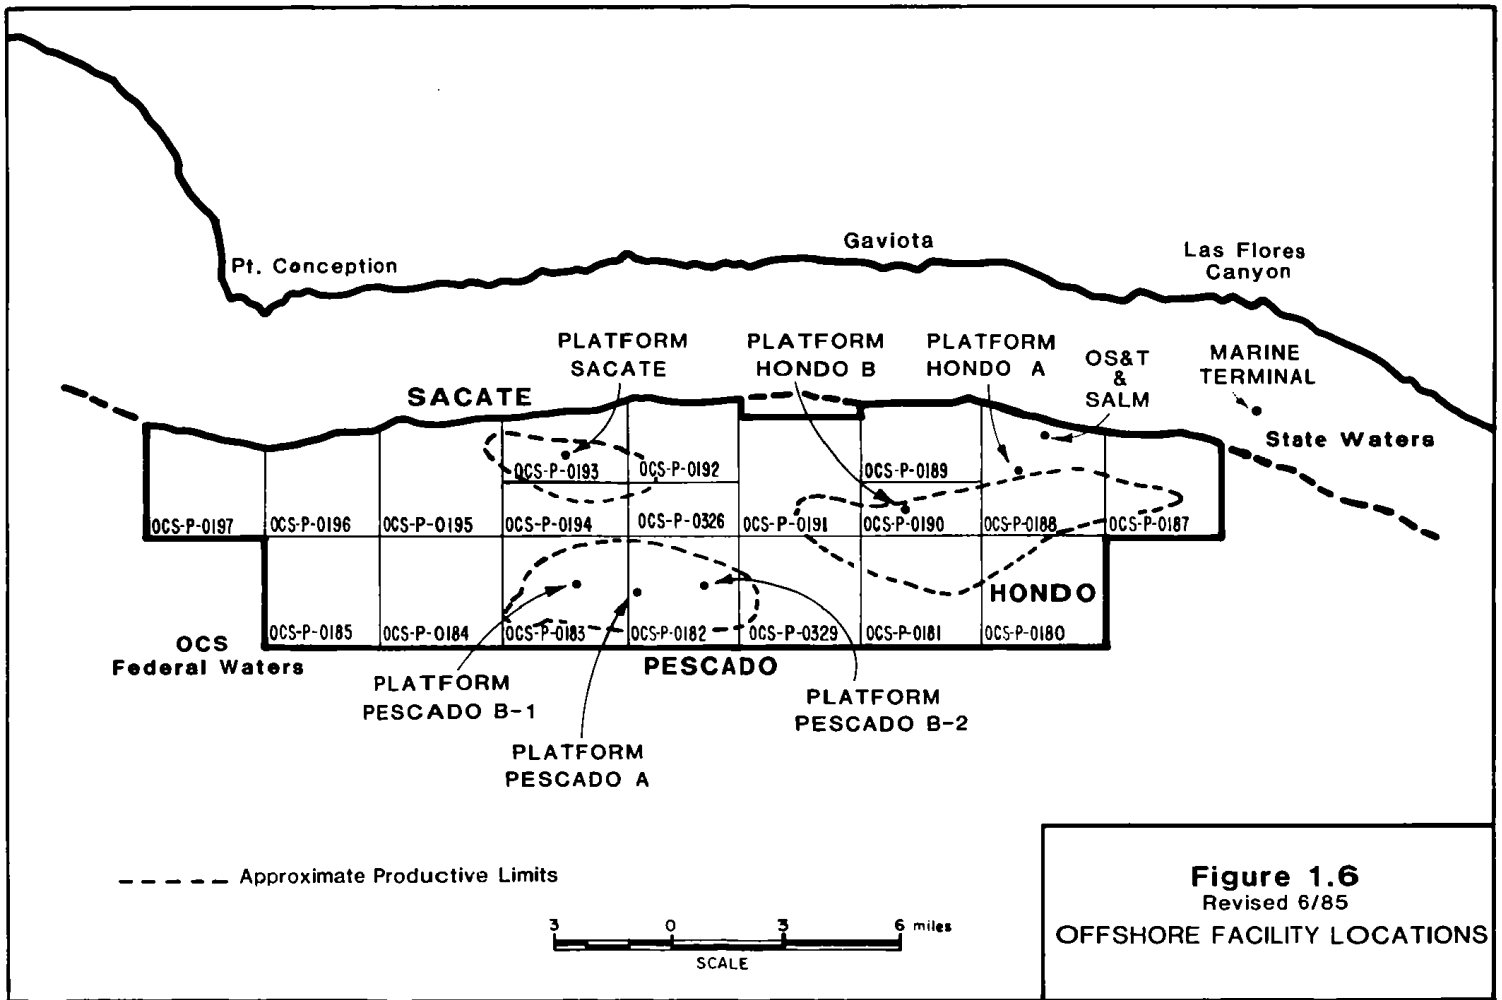 Gaviota
Las Flores
Canyon
Pt. Conception
PLATFORM
SACATE
PLATFORM
HONDO B
PLATFORM
HONDO A
OS&T
&
SALM
MARINE
TERMINAL
SACATE
State Waters
OCS-P-0193
OCS-P-0192
OCS-P-0189
OCS-P-0197
OCS-P-0196
OCS-P-0195
OCS-P-0194
OCS-P-0326
OCS-P-0191
OCS-P-0190
OCS-P-0188
OCS-P-0187
HONDO
OCS-P-0185
OCS-P-0184
OCS-P-0183
OCS-P-0182
OCS-P-0329
OCS-P-0181
OCS-P-0180
OCS
Federal Waters
PESCADO
PLATFORM
PESCADO B-1
PLATFORM
PESCADO B-2
PLATFORM
PESCADO A
Approximate Productive Limits
3 0 3 6 miles
SCALE
Figure 1.6
Revised 6/85
OFFSHORE FACILITY LOCATIONS